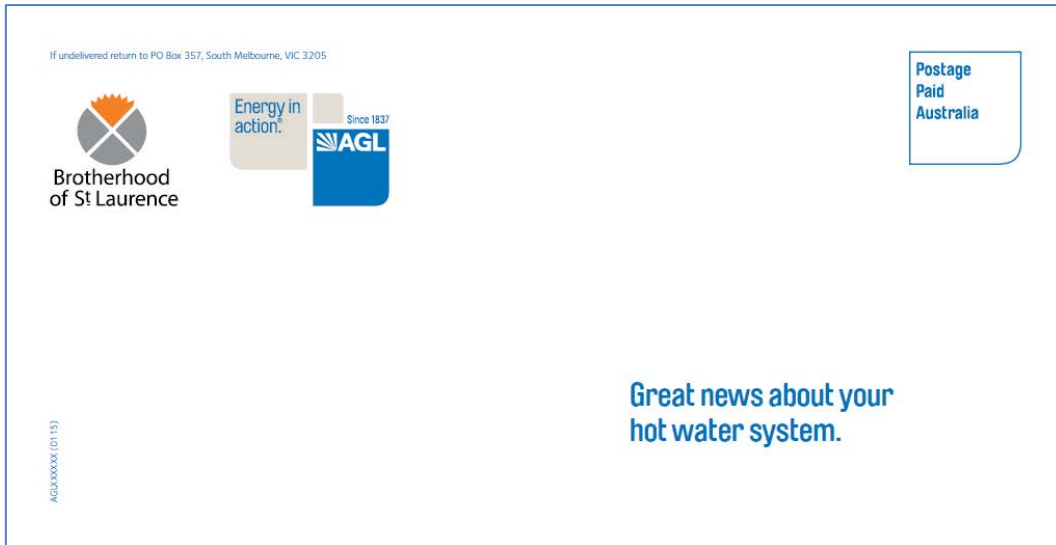 If undelivered return to PO Box 357, South Melbourne, VIC 3205
Postage
Paid
Australia
Brotherhood
of St Laurence
Energy in
action.®
Since 1837
AGL
Great news about your
hot water system.
AGLXXXXXX (0115)